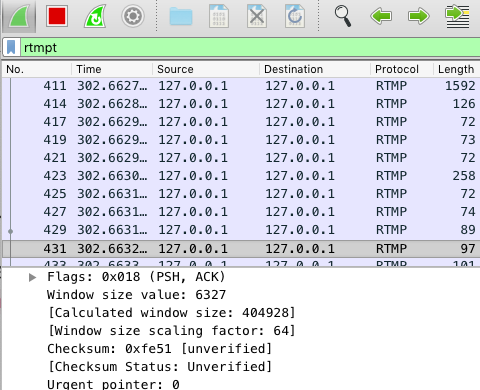 rtmpt
No. Time Source Destination Protocol Length
411 302.6627… 127.0.0.1 127.0.0.1 RTMP 1592
414 302.6628… 127.0.0.1 127.0.0.1 RTMP 126
417 302.6629… 127.0.0.1 127.0.0.1 RTMP 72
419 302.6629… 127.0.0.1 127.0.0.1 RTMP 73
421 302.6629… 127.0.0.1 127.0.0.1 RTMP 72
423 302.6630… 127.0.0.1 127.0.0.1 RTMP 258
425 302.6631… 127.0.0.1 127.0.0.1 RTMP 72
427 302.6631… 127.0.0.1 127.0.0.1 RTMP 74
429 302.6631… 127.0.0.1 127.0.0.1 RTMP 89
431 302.6632… 127.0.0.1 127.0.0.1 RTMP 97
433 302.6633… 127.0.0.1 127.0.0.1 RTMP 101
Flags: 0x018 (PSH, ACK)
Window size value: 6327
[Calculated window size: 404928]
[Window size scaling factor: 64]
Checksum: 0xfe51 [unverified]
[Checksum Status: Unverified]
Urgent pointer: 0